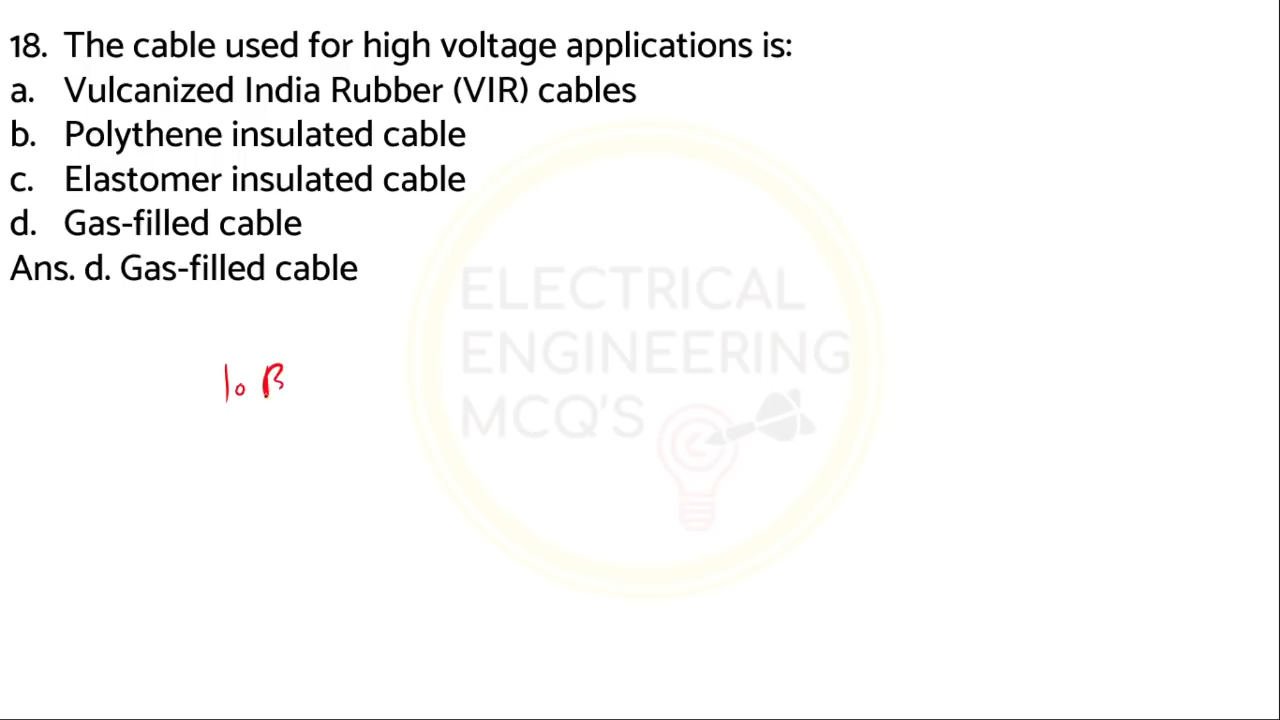 18. The cable used for high voltage applications is:
a. Vulcanized India Rubber (VIR) cables
b. Polythene insulated cable
c. Elastomer insulated cable
d. Gas-filled cable
Ans. d. Gas-filled cable
ELECTRICAL
ENGINEERING
MCQ'S